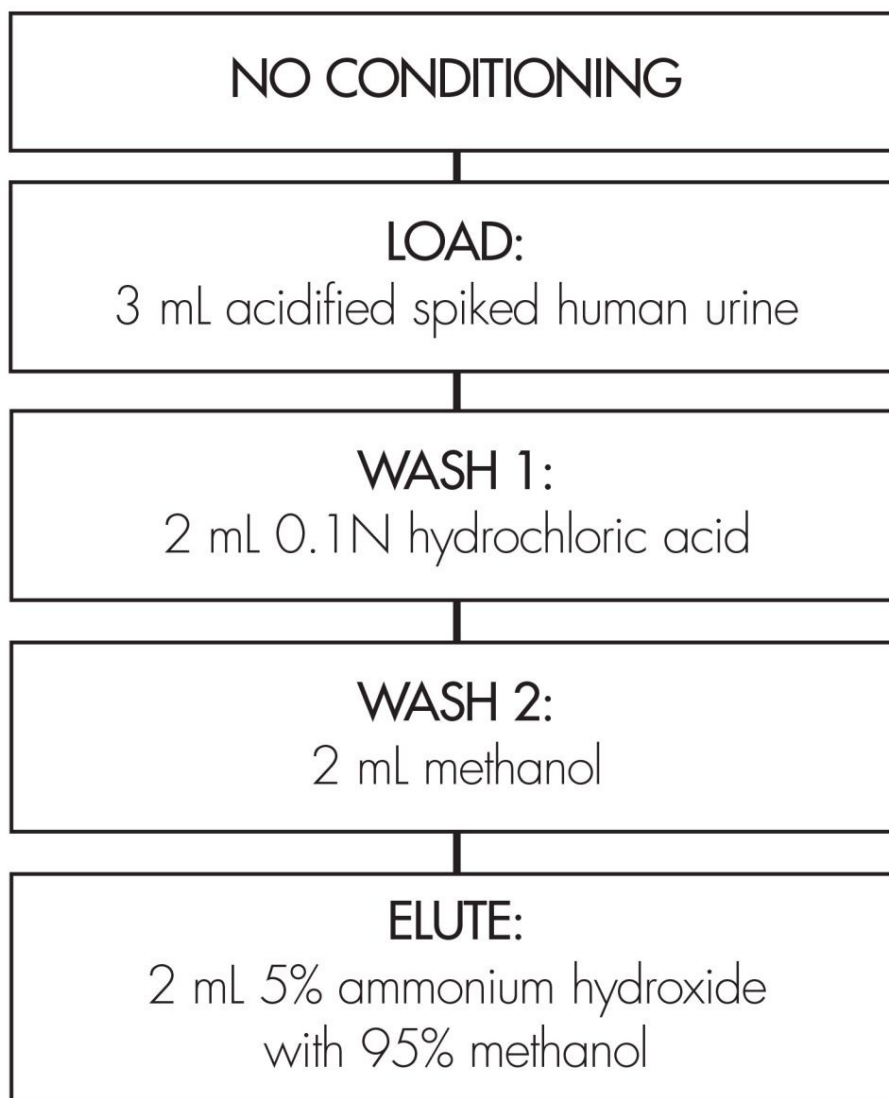 NO CONDITIONING
LOAD:
3 mL acidified spiked human urine
WASH 1:
2 mL 0.1N hydrochloric acid
WASH 2:
2 mL methanol
ELUTE:
2 mL 5% ammonium hydroxide
with 95% methanol